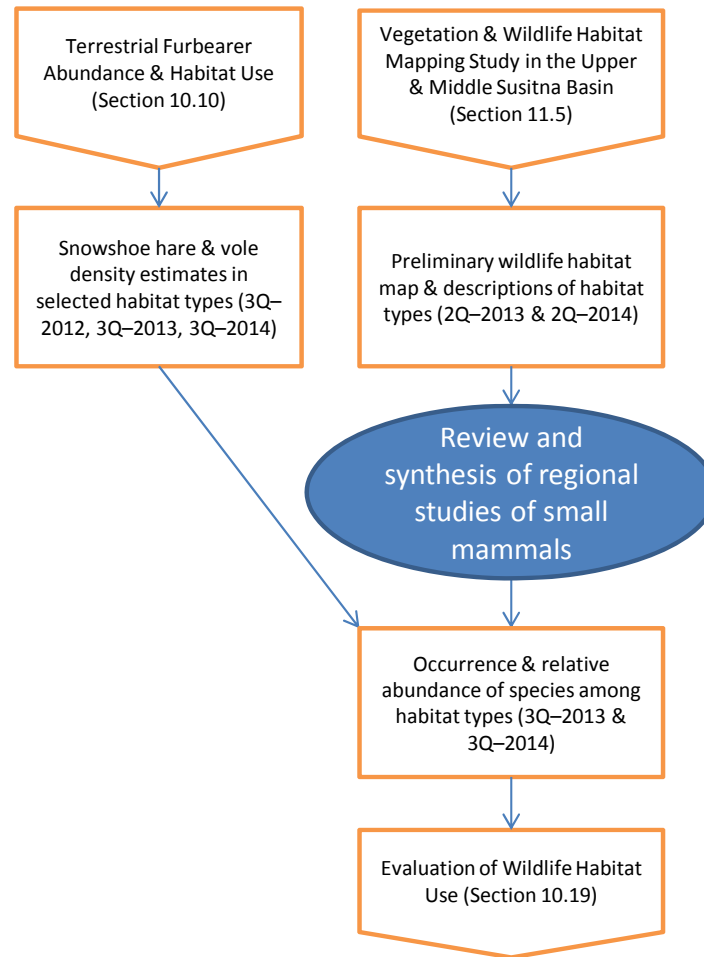 Terrestrial Furbearer
Abundance & Habitat Use
(Section 10.10)
Vegetation & Wildlife Habitat
Mapping Study in the Upper
& Middle Susitna Basin
(Section 11.5)
Snowshoe hare & vole
density estimates in
selected habitat types (3Q–
2012, 3Q–2013, 3Q–2014)
Preliminary wildlife habitat
map & descriptions of habitat
types (2Q–2013 & 2Q–2014)
Review and
synthesis of regional
studies of small
mammals
Occurrence & relative
abundance of species among
habitat types (3Q–2013 &
3Q–2014)
Evaluation of Wildlife Habitat
Use (Section 10.19)